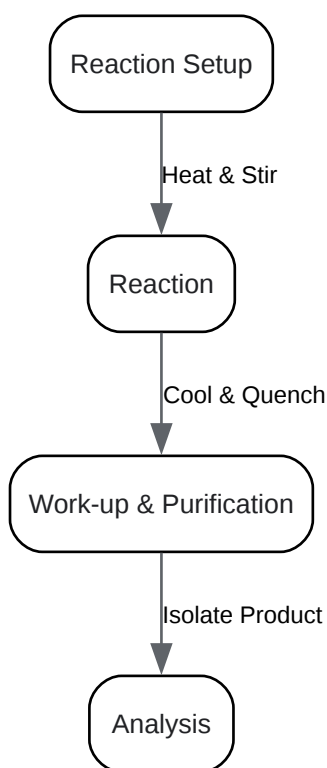 Reaction Setup
Heat & Stir
Reaction
Cool & Quench
Work-up & Purification
Isolate Product
Analysis